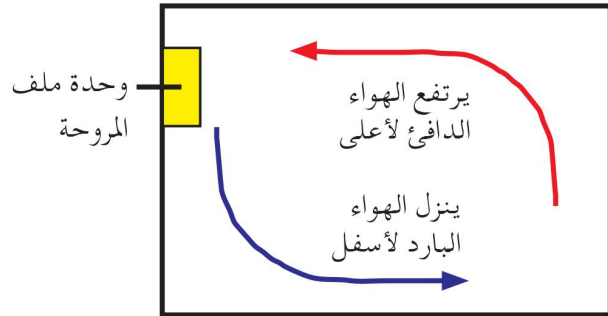 وحدة ملف
المروحة
يرتفع الهواء
الدافئ لأعلى
ينزل الهواء
البارد لأسفل